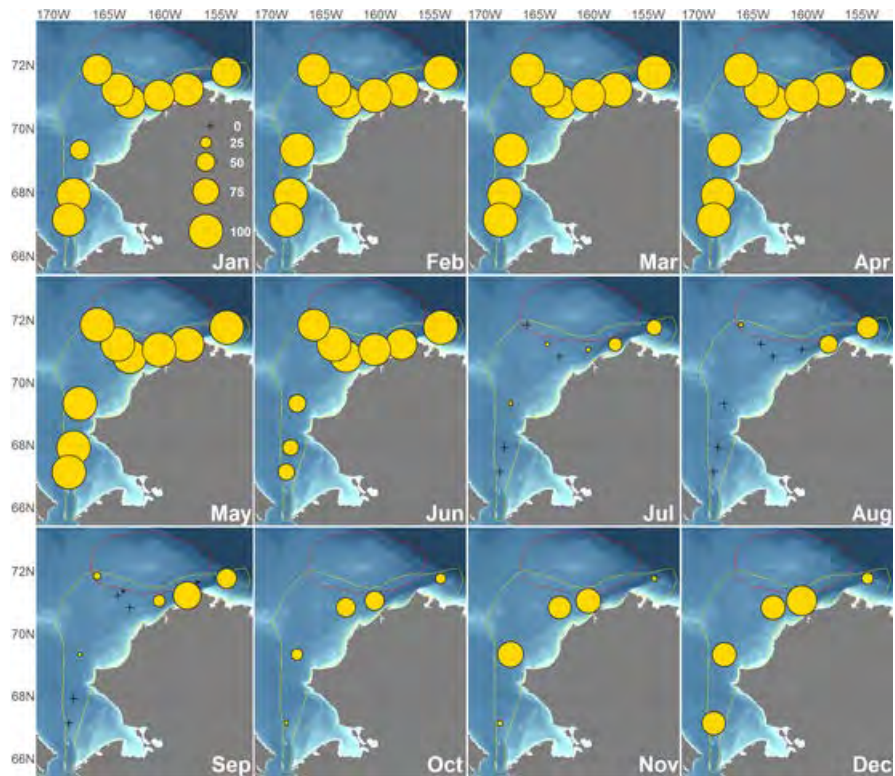 170W 165W 160W 155W 170W 165W 160W 155W 170W 165W 160W 155W 170W 165W 160W 155W
72N
70N
68N
66N
0
25
50
75
100
Jan Feb Mar Apr
72N
70N
68N
66N
May Jun Jul Aug
72N
70N
68N
66N
Sep Oct Nov Dec